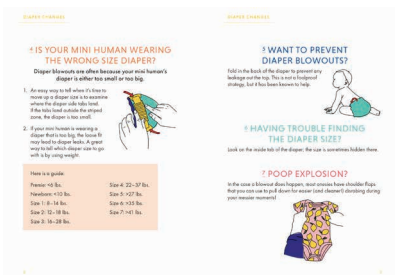 DIAPER CHANGING
4 IS YOUR MINI HUMAN WEARING
THE WRONG SIZE DIAPER?
Diaper blowouts are often because your mini human's
diaper is either too small or too big.
1. An easy way to tell when it's time to
move up a diaper size is to examine
where the diaper side tabs land.
If the tabs land outside the striped
zone, the diaper is too small.
2. If your mini human is wearing a
diaper that is too big, the loose fit
may lead to diaper leaks. A great
way to tell which diaper size to go
with is by using weight.
Here is a guide:
Preemie <6 lbs.
Newborn: <10 lbs.
Size 1: 8–14 lbs.
Size 2: 12–18 lbs.
Size 3: 16–28 lbs.
Size 4: 22–37 lbs.
Size 5: >27 lbs.
Size 6: >35 lbs.
Size 7: >41 lbs.
DIAPER CHANGING
5 WANT TO PREVENT
DIAPER BLOWOUTS?
Fold in the back of the diaper to prevent any
leakage out the top. This is not a foolproof
strategy, but it has been known to help.
6 HAVING TROUBLE FINDING
THE DIAPER SIZE?
Look on the inside tab of the diaper; the size is sometimes hidden there.
7 POOP EXPLOSION?
In the case a blowout does happen, most onesies have shoulder flaps
that you can use to pull down for easier (and cleaner!) disrobing during
your messier moments!